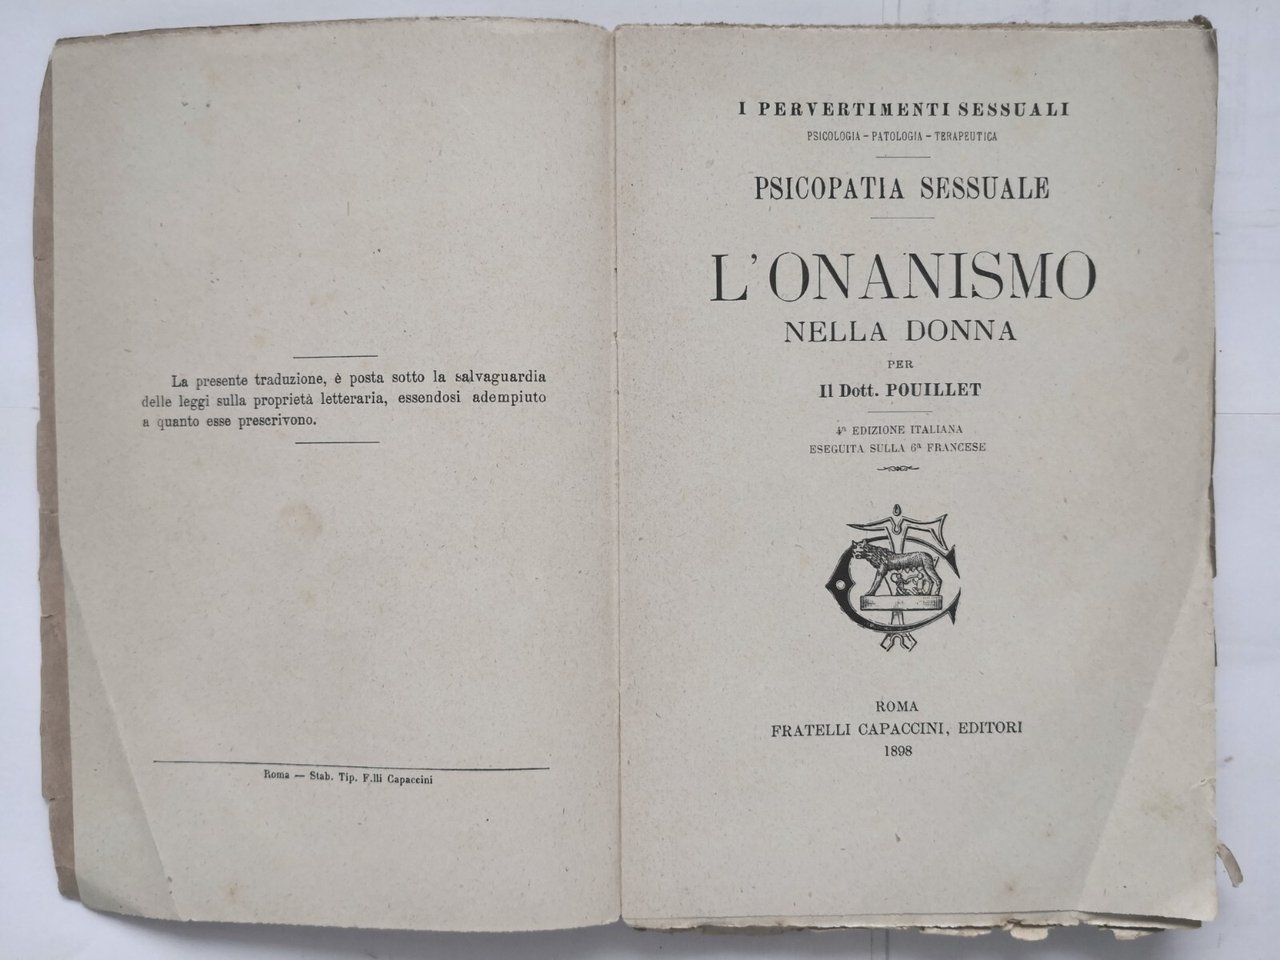 La presente traduzione, è posta sotto la salvaguardia
delle leggi sulla proprietà letteraria, essendosi adempiuto
a quanto esse prescrivono.
Roma — Stab. Tip. F.lli Capaccini
I PERVERTIMENTI SESSUALI
PSICOLOGIA - PATOLOGIA - TERAPEUTICA
PSICOPATIA SESSUALE
L'ONANISMO
NELLA DONNA
PER
Il Dott. POUILLET
4ª EDIZIONE ITALIANA
ESEGUITA SULLA 6ª FRANCESE
ROMA
FRATELLI CAPACCINI, EDITORI
1898